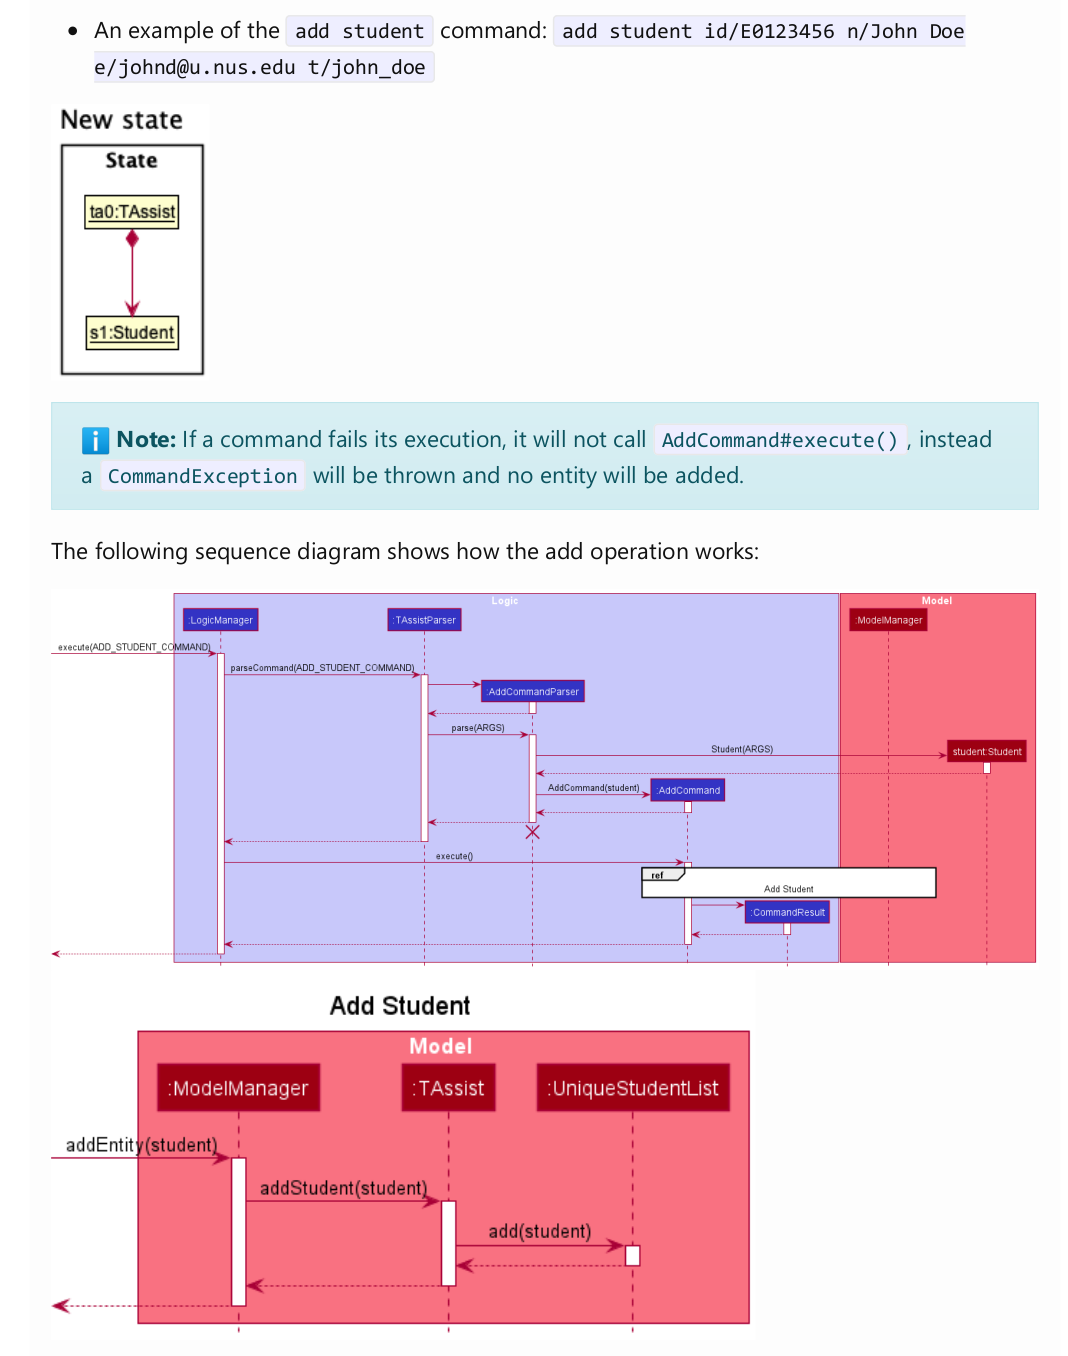 An example of the add student command: add student id/E0123456 n/John Doe
e/johnd@u.nus.edu t/john_doe
New state
State
ta0:TAssist
s1:Student
Note: If a command fails its execution, it will not call AddCommand#execute(), instead
a CommandException will be thrown and no entity will be added.
The following sequence diagram shows how the add operation works:
Logic
Model
:LogicManager
:TAssistParser
:ModelManager
execute(ADD_STUDENT_COMMAND)
parseCommand(ADD_STUDENT_COMMAND)
:AddCommandParser
parse(ARGS)
Student(ARGS)
student:Student
AddCommand(student)
:AddCommand
execute()
ref
Add Student
:CommandResult
Add Student
Model
:ModelManager
:TAssist
:UniqueStudentList
addEntity(student)
addStudent(student)
add(student)